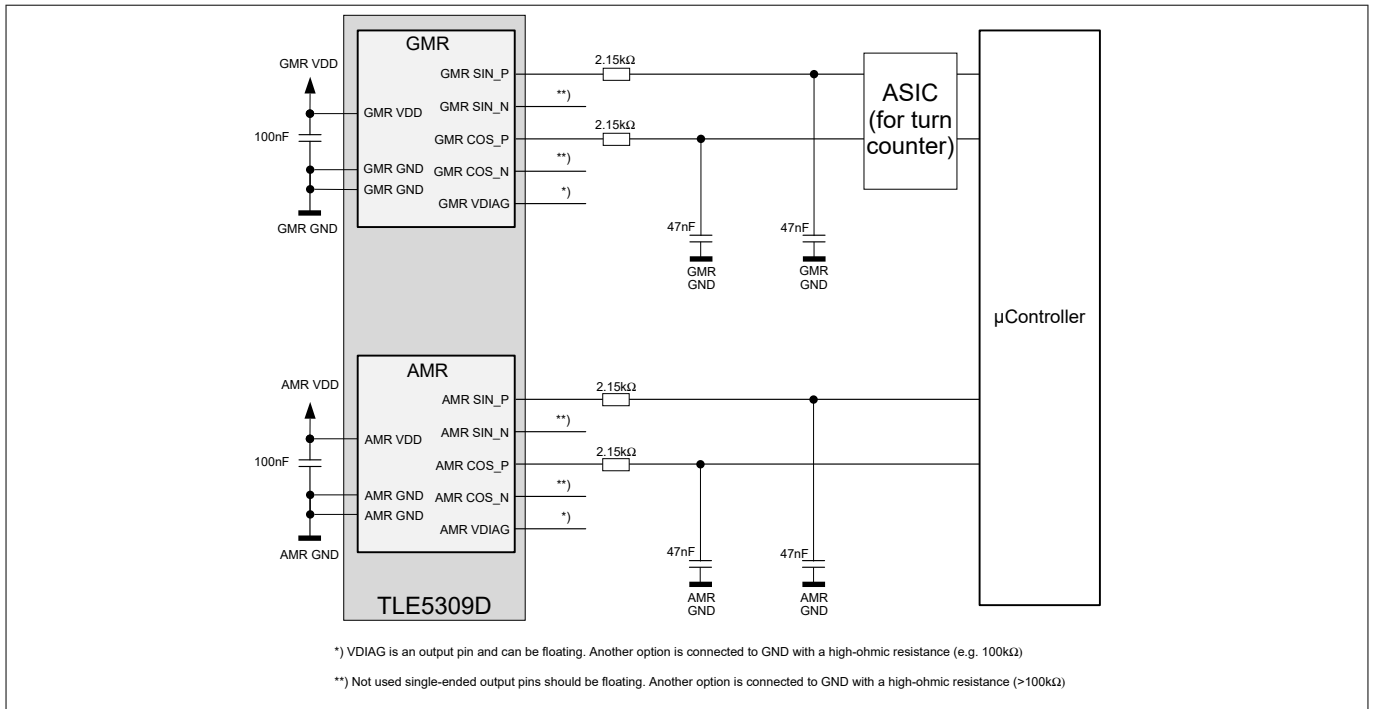 GMR
GMR VDD
GMR SIN_P
2.15kΩ
GMR SIN_N
**)
GMR VDD
100nF
GMR COS_P
2.15kΩ
GMR COS_N
**)
GMR GND
GMR GND
GMR VDIAG
*)
GMR GND
ASIC
(for turn
counter)
47nF
GMR
GND
47nF
GMR
GND
µController
AMR
AMR VDD
AMR SIN_P
2.15kΩ
AMR SIN_N
**)
AMR VDD
100nF
AMR COS_P
2.15kΩ
AMR COS_N
**)
AMR GND
AMR GND
AMR VDIAG
*)
AMR GND
47nF
AMR
GND
47nF
AMR
GND
TLE5309D
*) VDIAG is an output pin and can be floating. Another option is connected to GND with a high-ohmic resistance (e.g. 100kΩ)
**) Not used single-ended output pins should be floating. Another option is connected to GND with a high-ohmic resistance (>100kΩ)